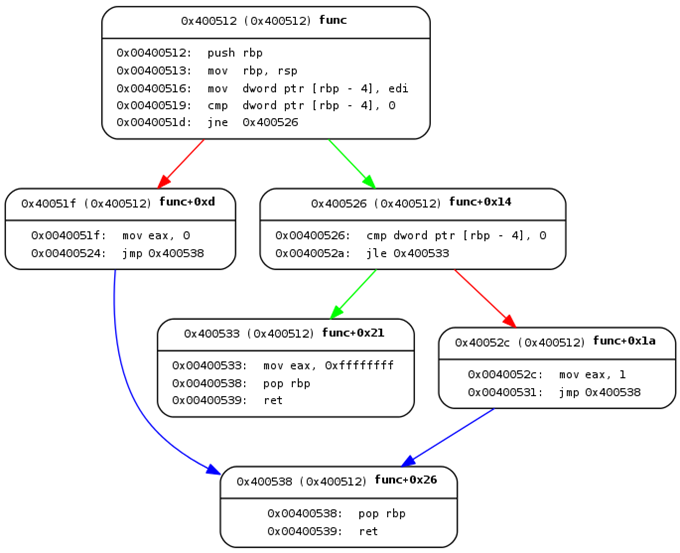 0x400512 (0x400512) func
0x00400512: push rbp
0x00400513: mov rbp, rsp
0x00400516: mov dword ptr [rbp - 4], edi
0x00400519: cmp dword ptr [rbp - 4], 0
0x0040051d: jne 0x400526
0x40051f (0x400512) func+0xd
0x0040051f: mov eax, 0
0x00400524: jmp 0x400538
0x400526 (0x400512) func+0x14
0x00400526: cmp dword ptr [rbp - 4], 0
0x0040052a: jle 0x400533
0x400533 (0x400512) func+0x21
0x00400533: mov eax, 0xffffffff
0x00400538: pop rbp
0x00400539: ret
0x40052c (0x400512) func+0x1a
0x0040052c: mov eax, 1
0x00400531: jmp 0x400538
0x400538 (0x400512) func+0x26
0x00400538: pop rbp
0x00400539: ret